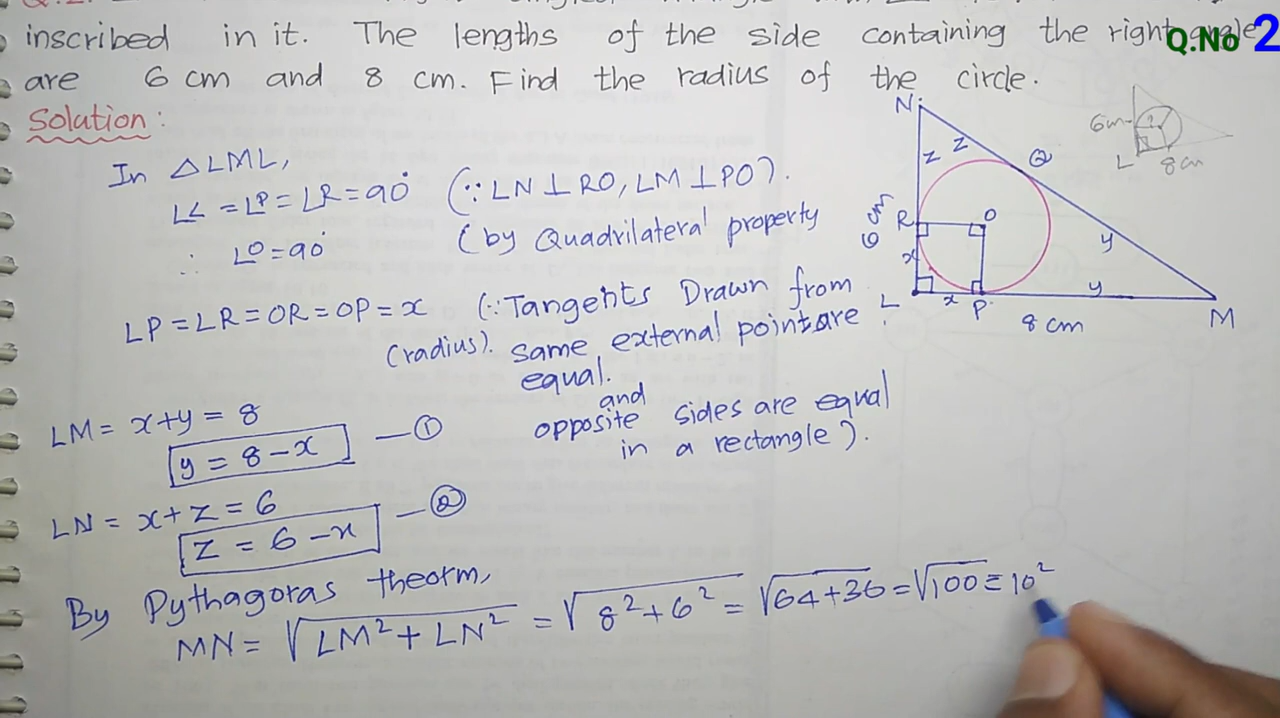 inscribed in it. The lengths of the side containing the right angle
Q.No 2
are 6 cm and 8 cm. Find the radius of the circle.
Solution :
In △LML,
∠L = ∠P = ∠R = 90° (∵ LN ⊥ RO, LM ⊥ PO).
∴ ∠O = 90° (by Quadrilateral property
LP = LR = OR = OP = x (∵ Tangents Drawn from
(radius). same external point are
equal.
and
opposite sides are equal
in a rectangle).
LM = x + y = 8
y = 8 - x — ①
LN = x + z = 6
z = 6 - x — ②
By Pythagoras theorm,
MN = √LM² + LN² = √8² + 6² = √64+36 = √100 = 10²
N
z z
Q
6 cm
R
O
y
x
L x P y M
8 cm
6cm
L
8cm